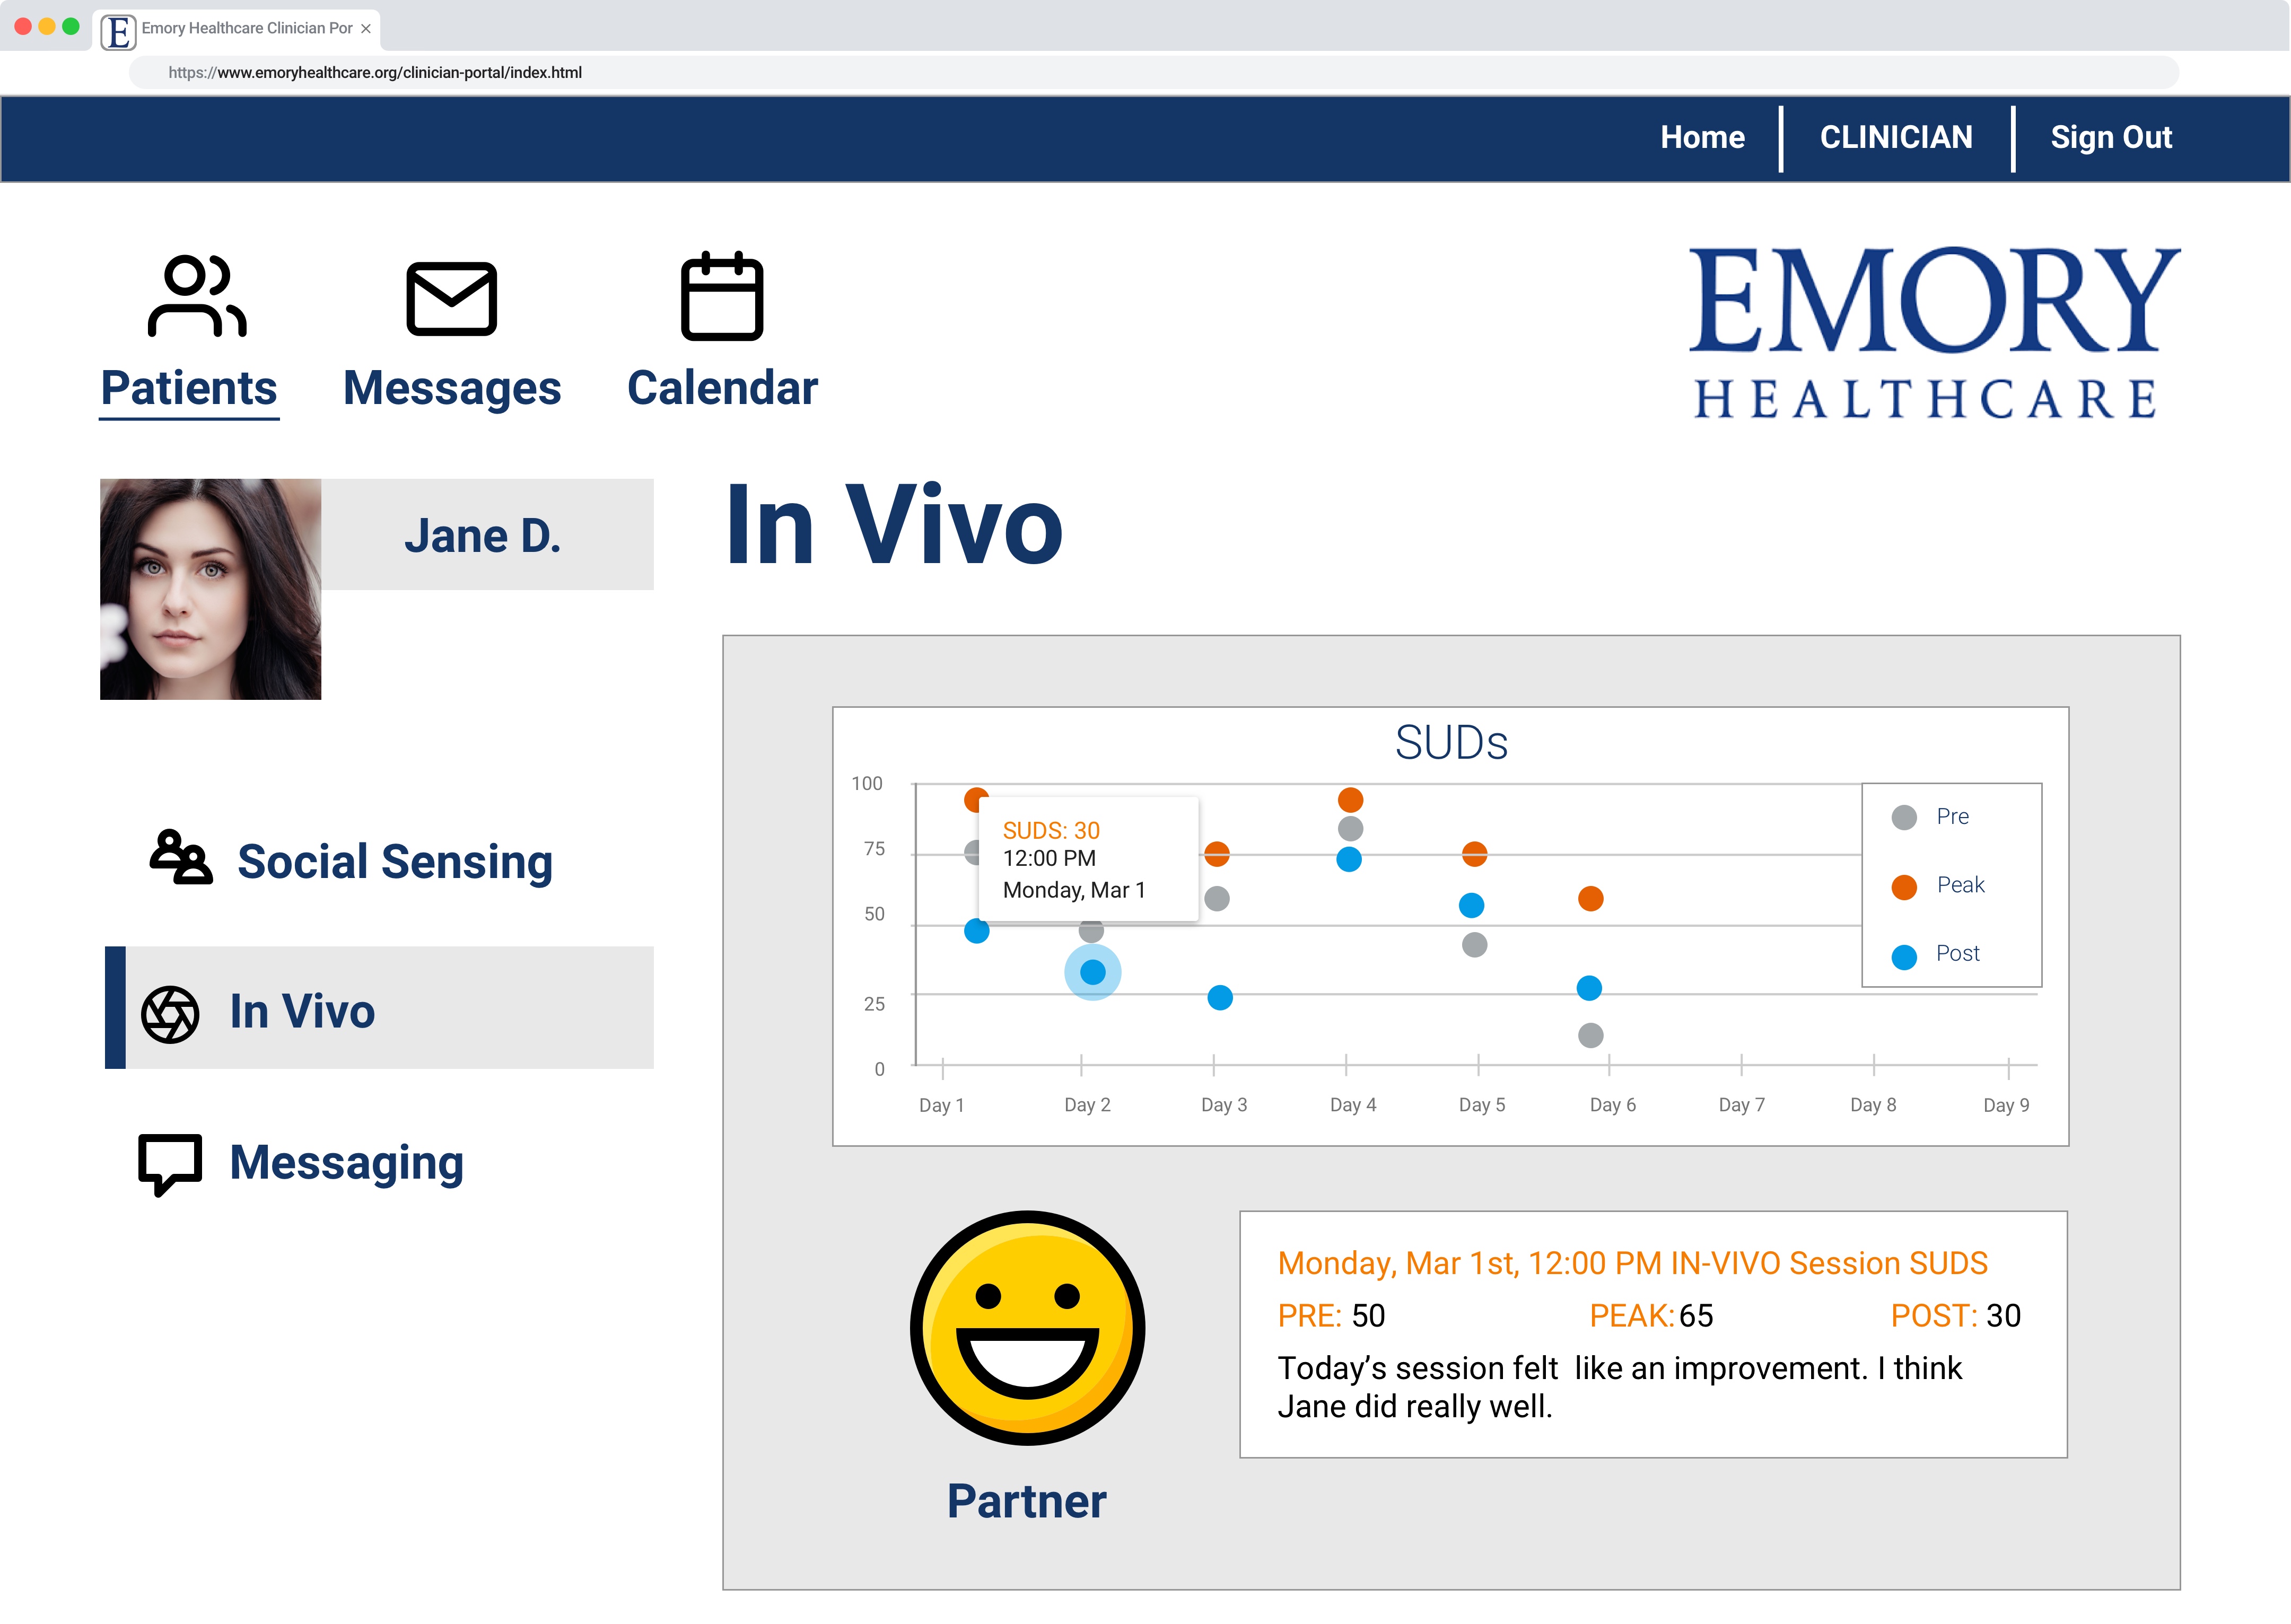 E
Emory Healthcare Clinician Por
https://www.emoryhealthcare.org/clinician-portal/index.html
Home
CLINICIAN
Sign Out
Patients
Messages
Calendar
EMORY
HEALTHCARE
Jane D.
In Vivo
Social Sensing
In Vivo
Messaging
SUDs
100
75
50
25
0
SUDS: 30
12:00 PM
Monday, Mar 1
Pre
Peak
Post
Day 1
Day 2
Day 3
Day 4
Day 5
Day 6
Day 7
Day 8
Day 9
Partner
Monday, Mar 1st, 12:00 PM IN-VIVO Session SUDS
PRE: 50
PEAK: 65
POST: 30
Today’s session felt  like an improvement. I think
Jane did really well.